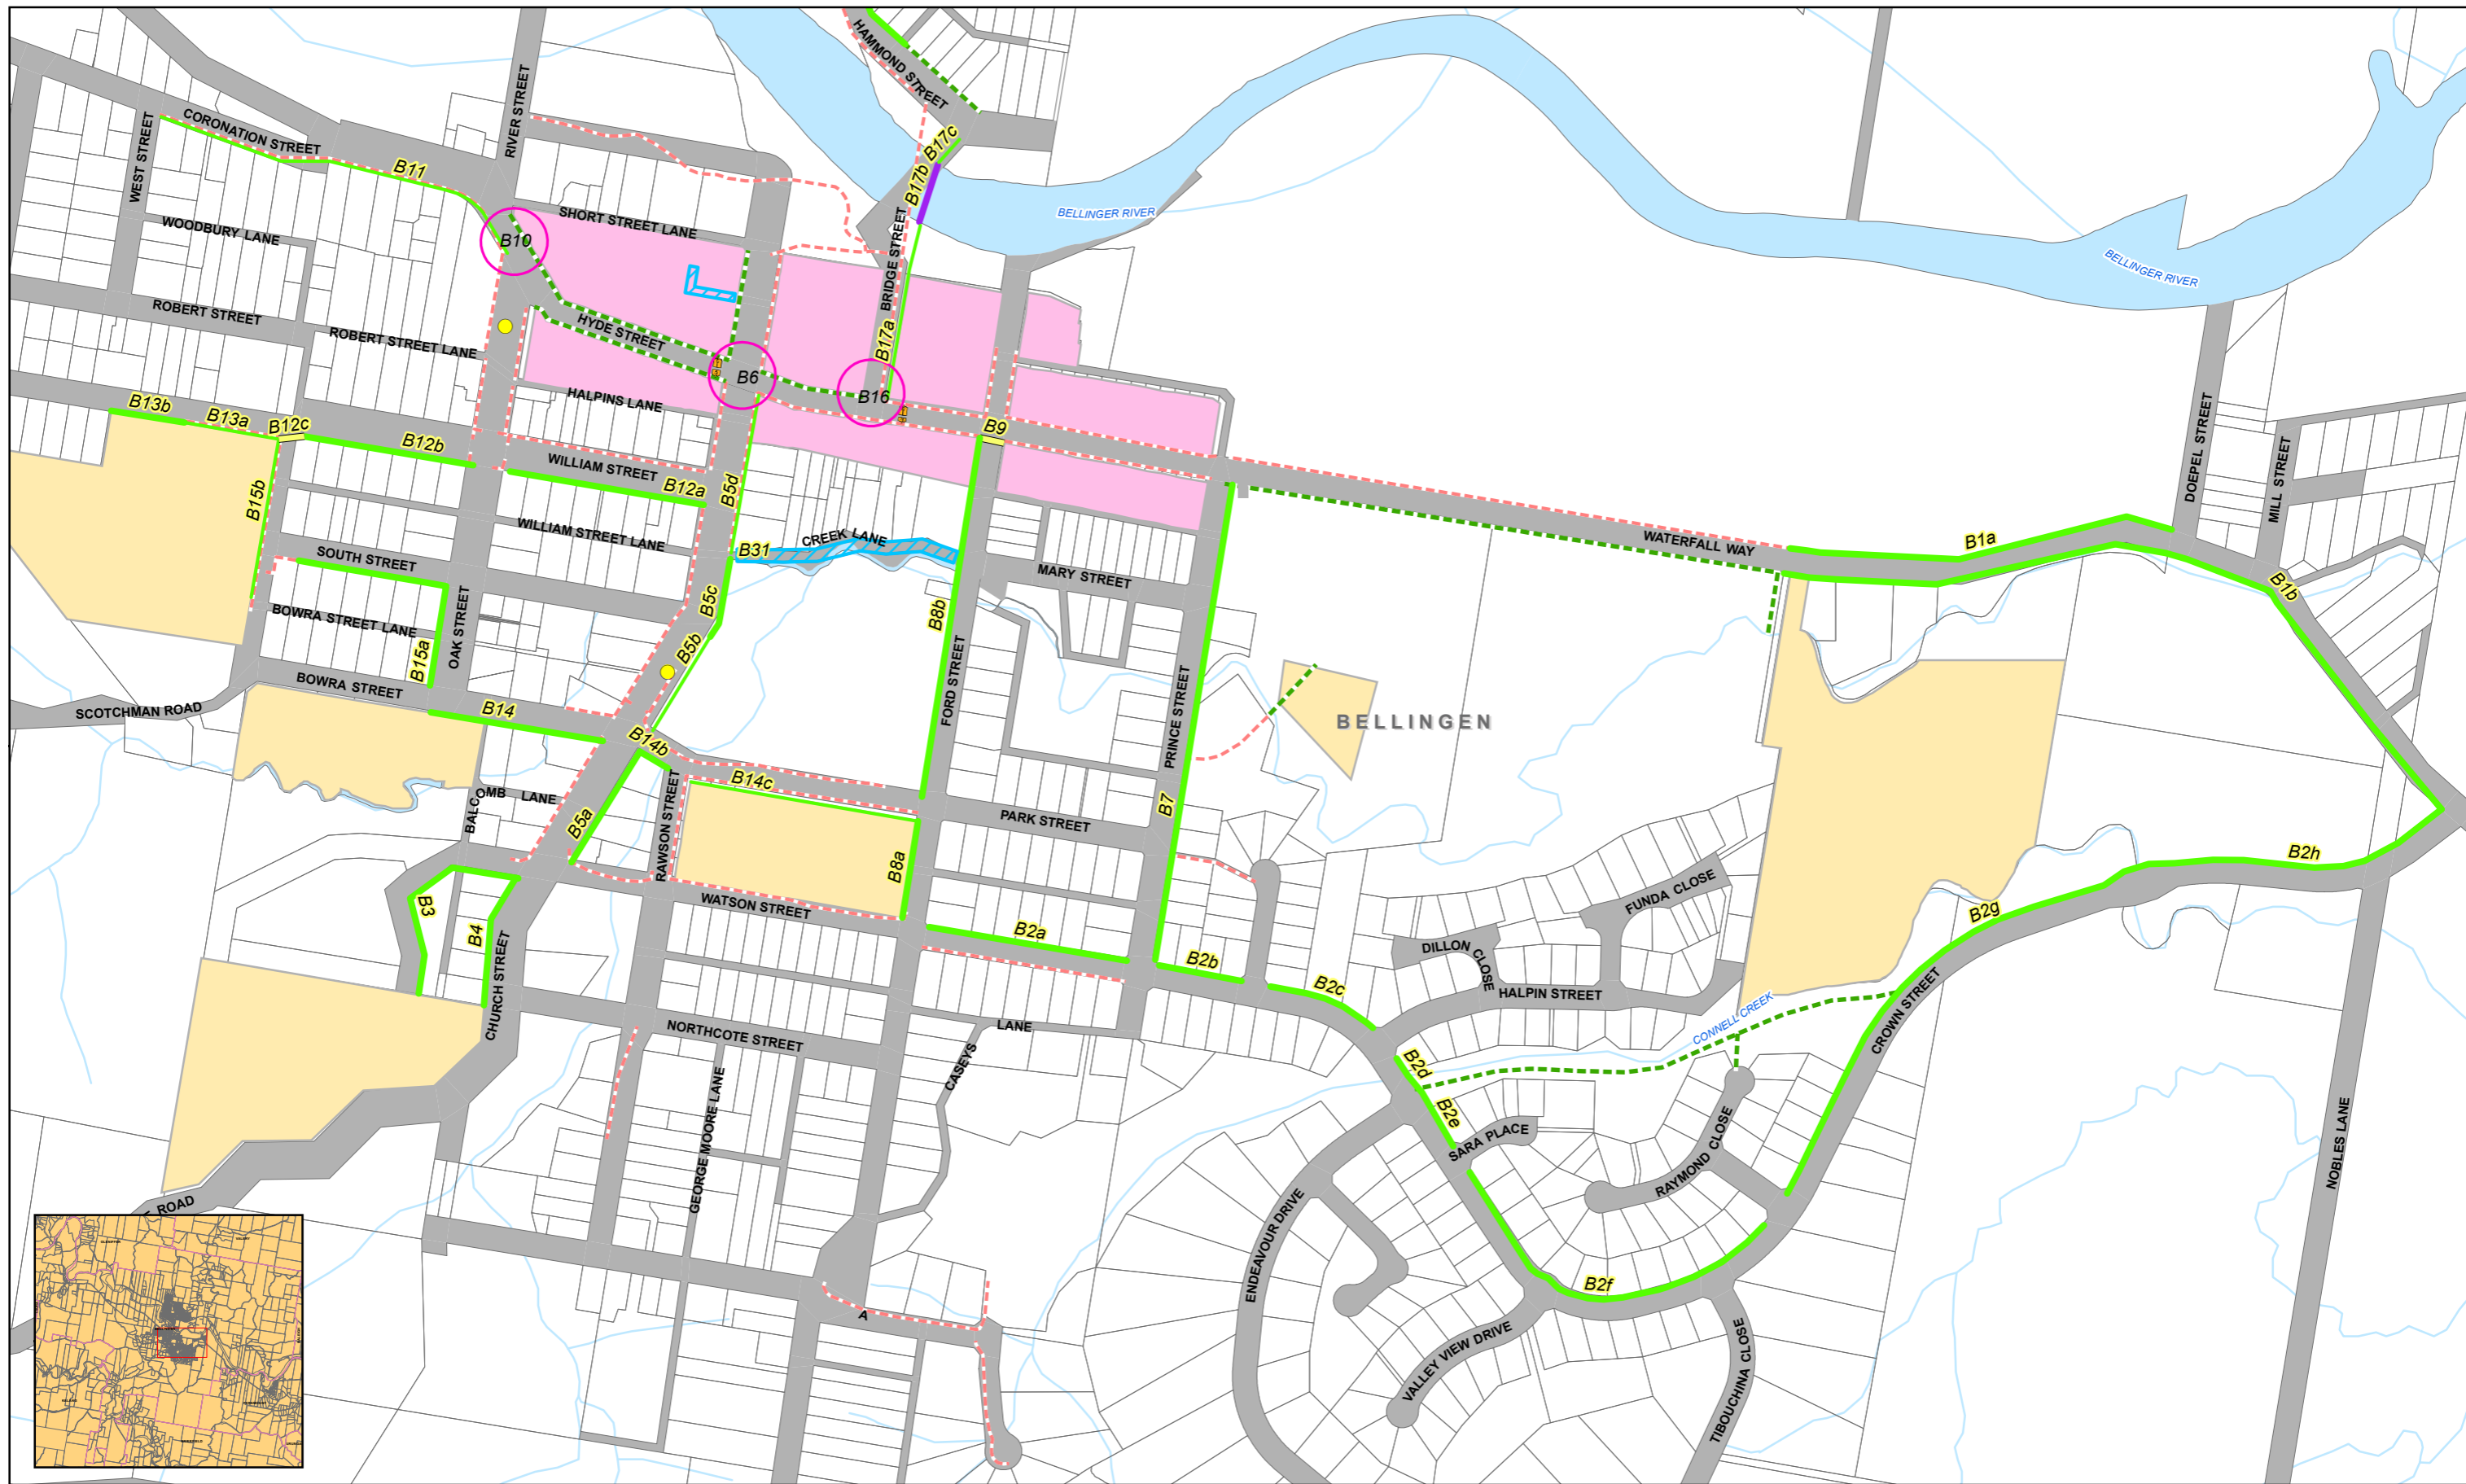 HAMMOND STREET
CORONATION STREET
RIVER STREET
WEST STREET
B11
B17c
B17b
BELLINGER RIVER
SHORT STREET LANE
WOODBURY LANE
B10
BRIDGE STREET
BELLINGER RIVER
ROBERT STREET
ROBERT STREET LANE
HYDE STREET
B17a
B6
B16
HALPINS LANE
B13b
B13a
B12c
B12b
B9
DOEPEL STREET
MILL STREET
WILLIAM STREET
B12a
B5d
B15b
WILLIAM STREET LANE
CREEK LANE
B31
WATERFALL WAY
B1a
SOUTH STREET
MARY STREET
B1b
BOWRA STREET LANE
OAK STREET
B5c
B8b
B15a
B5b
BOWRA STREET
SCOTCHMAN ROAD
B14
B14b
FORD STREET
PRINCE STREET
BELLINGEN
B14c
BALCOMB LANE
B5a
RAWSON STREET
PARK STREET
B7
B8a
B2h
B3
B4
WATSON STREET
B2a
B2b
B2c
FUNDA CLOSE
DILLON CLOSE
B2g
CHURCH STREET
HALPIN STREET
NORTHCOTE STREET
CASEYS LANE
CONNELL CREEK
CROWN STREET
B2d
B2e
GEORGE MOORE LANE
SARA PLACE
RAYMOND CLOSE
NOBLES LANE
ROAD
ENDEAVOUR DRIVE
B2f
A
VALLEY VIEW DRIVE
TIBOUCHINA CLOSE